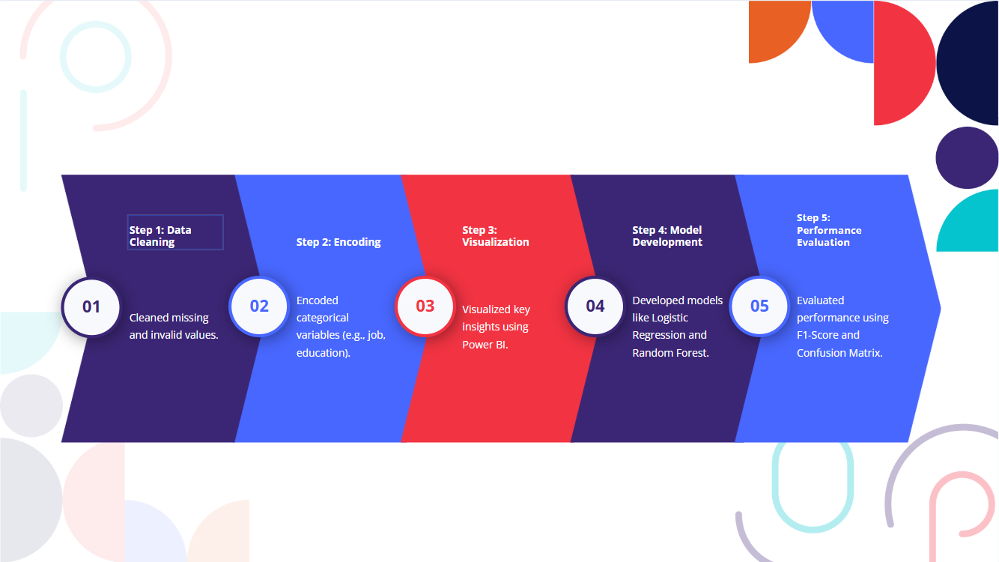 Step 1: Data
Cleaning
01
Cleaned missing
and invalid values.
Step 2: Encoding
02
Encoded
categorical
variables (e.g., job,
education).
Step 3:
Visualization
03
Visualized key
insights using
Power BI.
Step 4: Model
Development
04
Developed models
like Logistic
Regression and
Random Forest.
Step 5:
Performance
Evaluation
05
Evaluated
performance using
F1-Score and
Confusion Matrix.